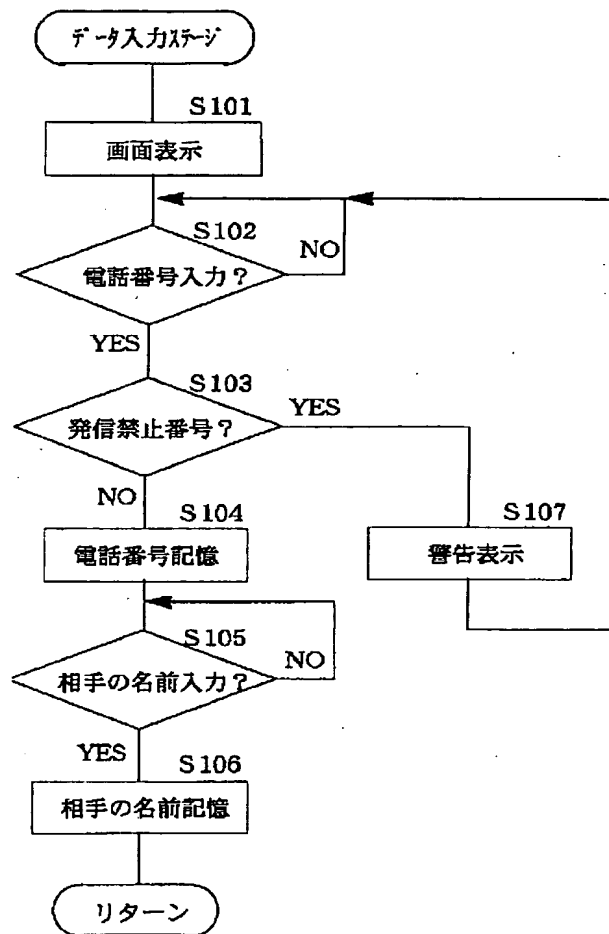 データ入力ステージ
S101
画面表示
S102
電話番号入力?
NO
YES
S103
発信禁止番号?
YES
NO
S104
電話番号記憶
S107
警告表示
S105
相手の名前入力?
NO
YES
S106
相手の名前記憶
リターン